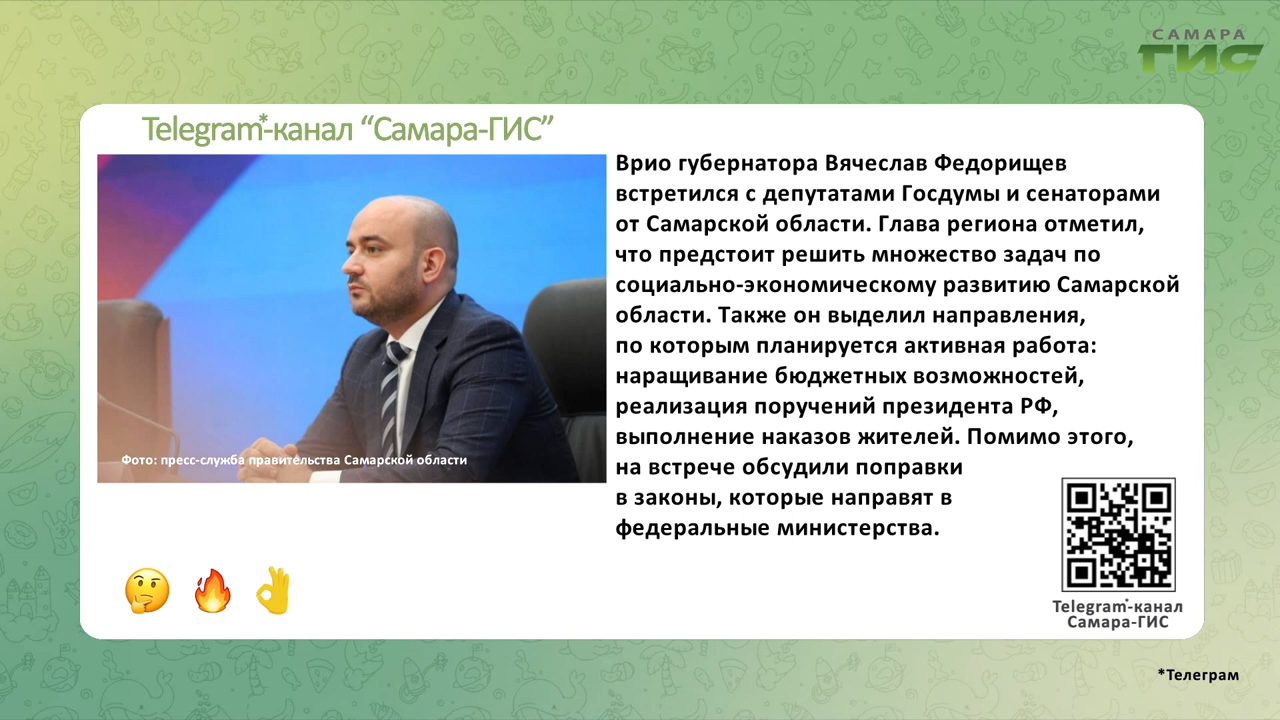 САМАРА
ГИС
Telegram*-канал “Самара-ГИС”
Врио губернатора Вячеслав Федорищев
встретился с депутатами Госдумы и сенаторами
от Самарской области. Глава региона отметил,
что предстоит решить множество задач по
социально-экономическому развитию Самарской
области. Также он выделил направления,
по которым планируется активная работа:
наращивание бюджетных возможностей,
реализация поручений президента РФ,
выполнение наказов жителей. Помимо этого,
на встрече обсудили поправки
в законы, которые направят в
федеральные министерства.
Фото: пресс-служба правительства Самарской области
Telegram*-канал
Самара-ГИС
*Телеграм